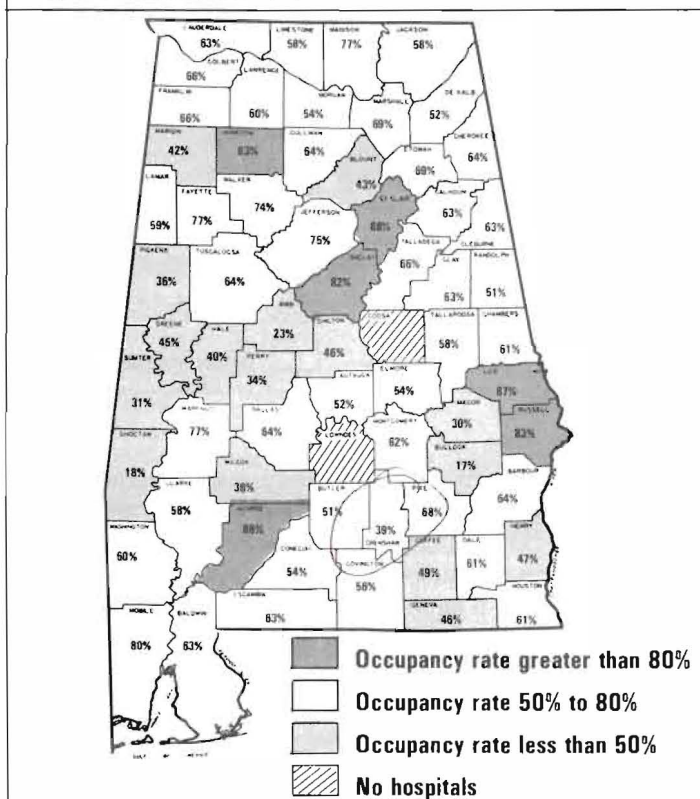 LAUDERDALE
63%
LIMESTONE
58%
MADISON
77%
JACKSON
58%
COLBERT
66%
LAWRENCE
60%
FRANKLIN
66%
MORGAN
54%
MARSHALL
69%
DE KALB
52%
MARION
42%
WINSTON
83%
CULLMAN
64%
BLOUNT
43%
ETOWAH
69%
CHEROKEE
64%
LAMAR
59%
FAYETTE
77%
WALKER
74%
JEFFERSON
75%
ST CLAIR
88%
CALHOUN
63%
63%
CLEBURNE
PICKENS
36%
TUSCALOOSA
64%
SHELBY
82%
TALLADEGA
66%
CLAY
63%
RANDOLPH
51%
GREENE
45%
HALE
40%
BIBB
23%
CHILTON
46%
COOSA
TALLAPOOSA
58%
CHAMBERS
61%
SUMTER
31%
PERRY
34%
AUTAUGA
52%
ELMORE
54%
LEE
87%
MARENGO
77%
DALLAS
64%
LOWNDES
MONTGOMERY
62%
MACON
30%
RUSSELL
83%
CHOCTAW
18%
WILCOX
38%
BULLOCK
17%
BARBOUR
64%
CLARKE
58%
MONROE
88%
BUTLER
51%
39%
CRENSHAW
PIKE
68%
WASHINGTON
60%
CONECUH
54%
COVINGTON
56%
COFFEE
49%
DALE
61%
HENRY
47%
ESCAMBIA
63%
GENEVA
46%
HOUSTON
61%
MOBILE
80%
BALDWIN
63%
GULF OF MEXICO
Occupancy rate greater than 80%
Occupancy rate 50% to 80%
Occupancy rate less than 50%
No hospitals